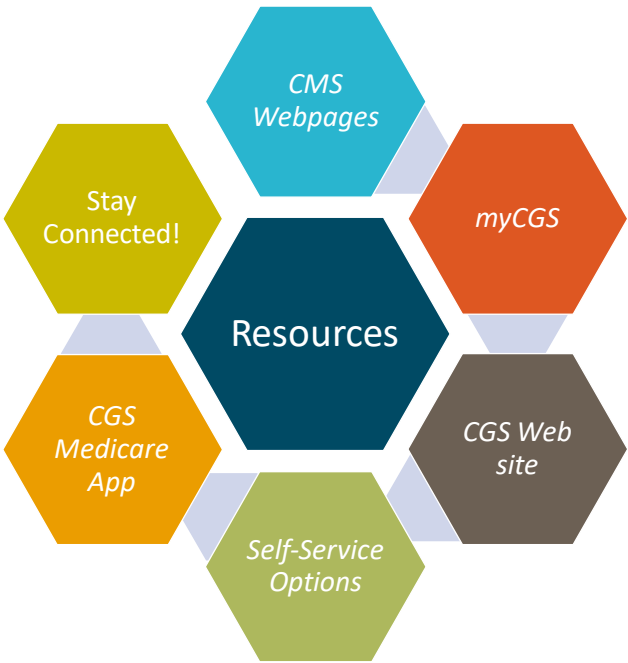 CMS
Webpages
Stay
Connected!
myCGS
Resources
CGS
Medicare
App
CGS Web
site
Self-Service
Options